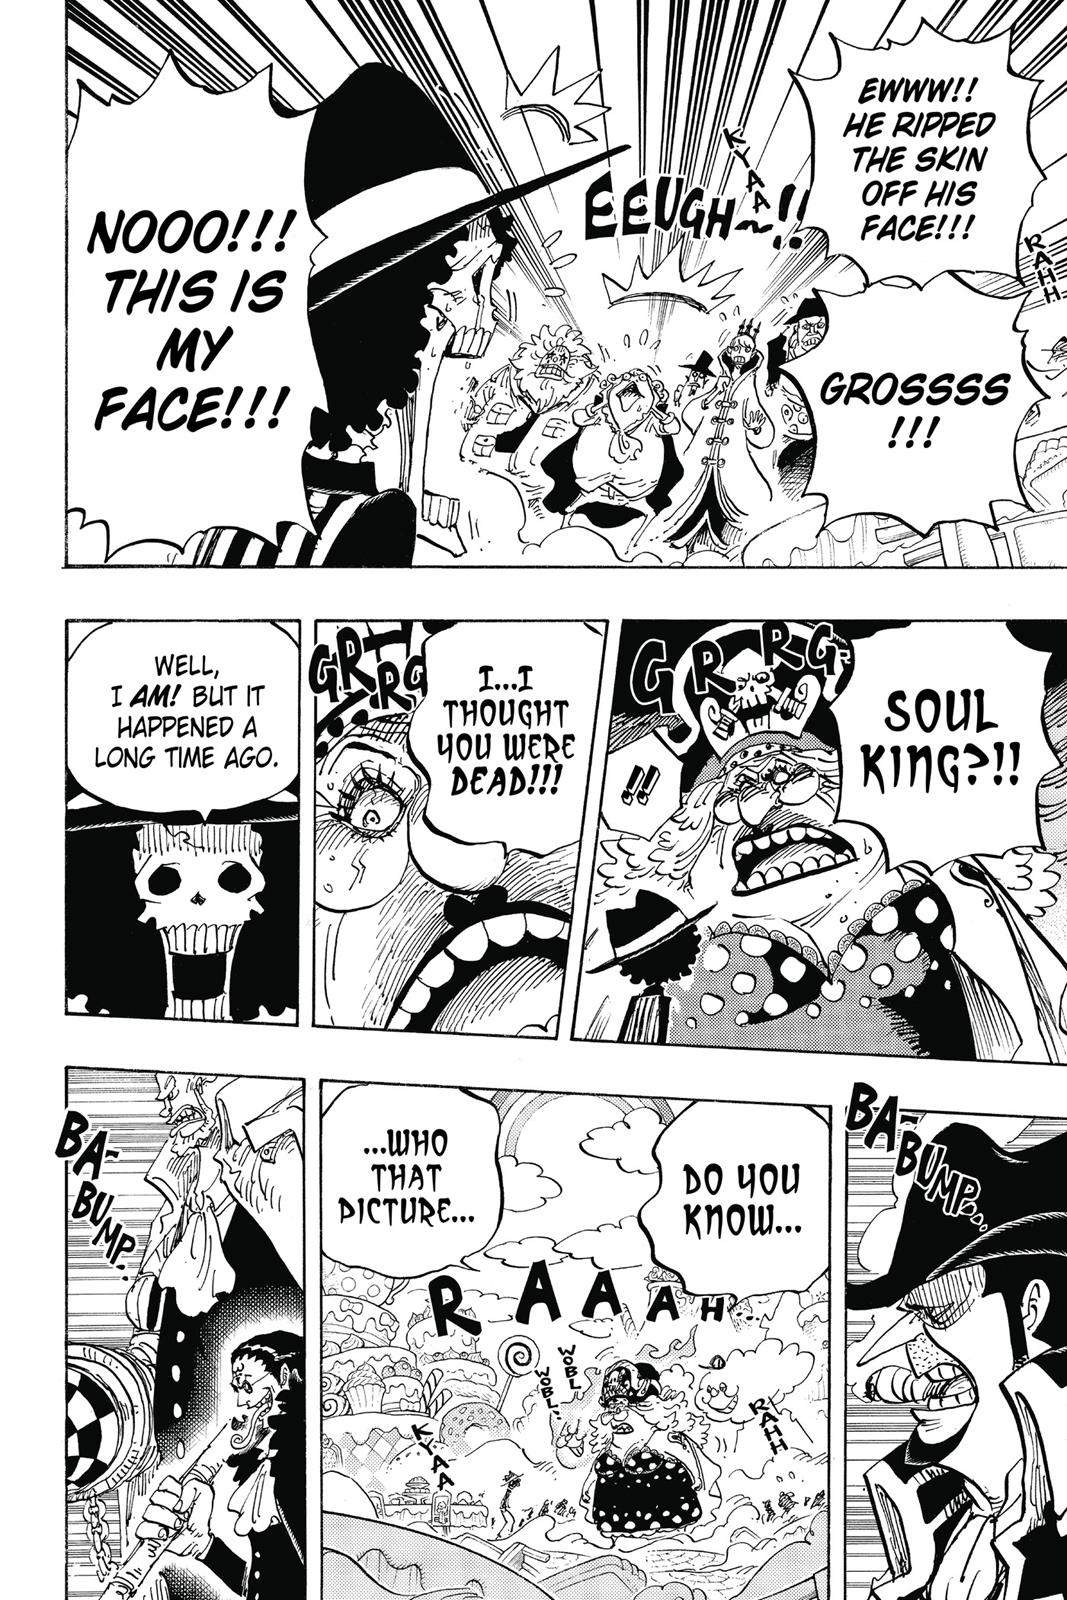 EWWW!!
HE RIPPED
THE SKIN
OFF HIS
FACE!!!
RAHH
GROSSSS
!!!
KYAA
EEUGH~!!
NOOO!!!
THIS IS
MY
FACE!!!
SOUL
KING?!!
GRRG
!!
I...I
THOUGHT
YOU WERE
DEAD!!!
GRRG
WELL,
I AM! BUT IT
HAPPENED A
LONG TIME AGO.
BA-
BUMP...
DO YOU
KNOW...
...WHO
THAT
PICTURE...
RAAAH
WOBL
WOBL
RAHH
KYAA
BA-
BUMP...